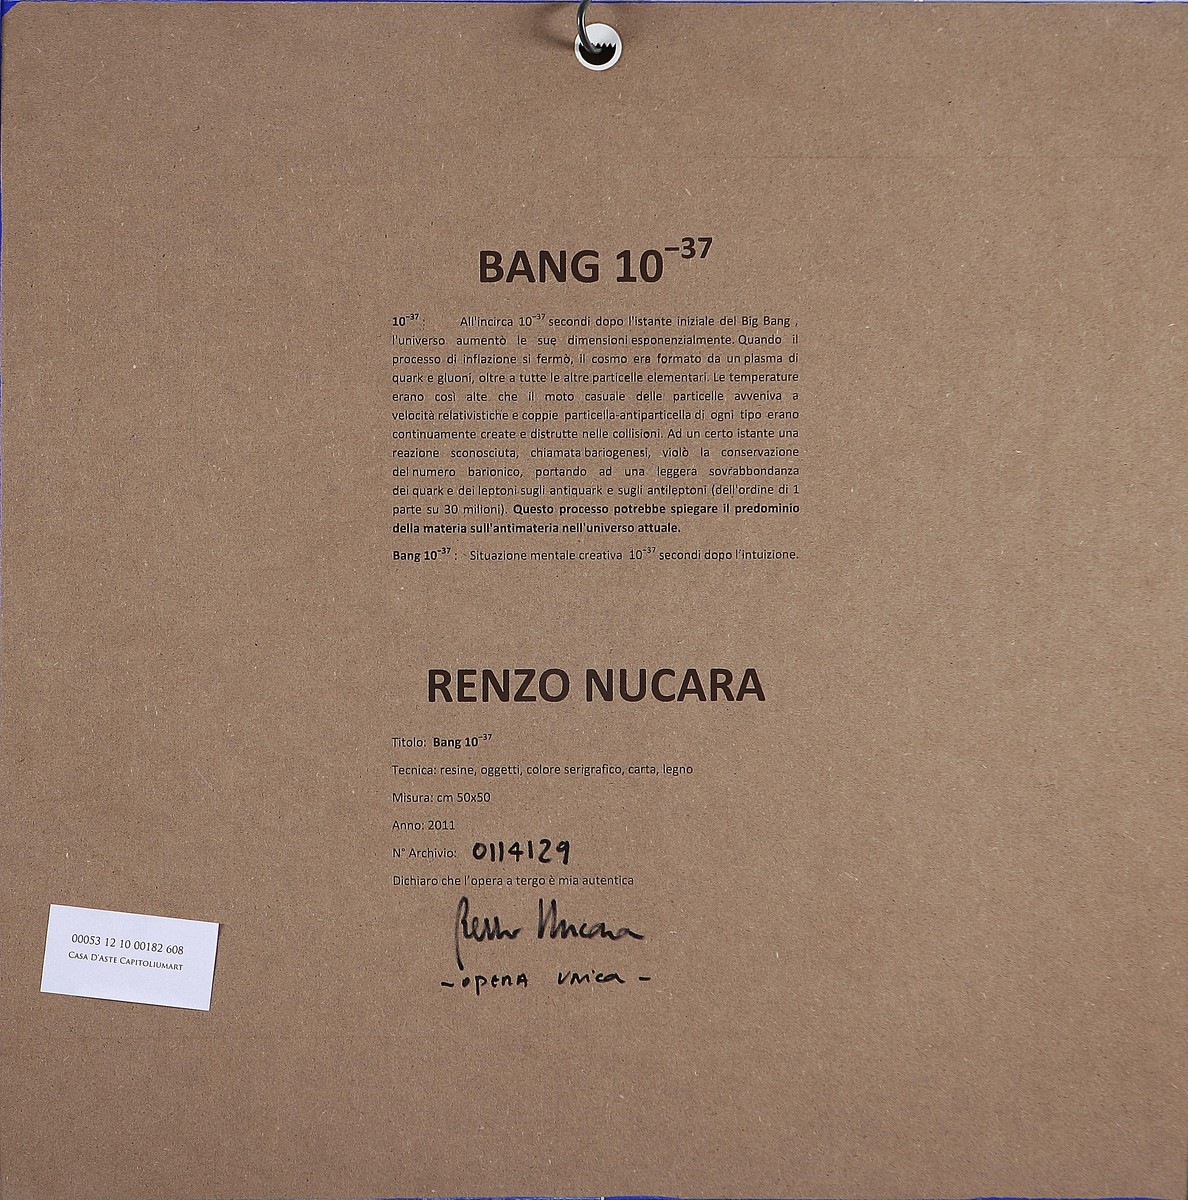 BANG 10⁻³⁷
10⁻³⁷ : All'incirca 10⁻³⁷ secondi dopo l'istante iniziale del Big Bang ,
l'universo aumentò le sue dimensioni esponenzialmente. Quando il
processo di inflazione si fermò, il cosmo era formato da un plasma di
quark e gluoni, oltre a tutte le altre particelle elementari. Le temperature
erano così alte che il moto casuale delle particelle avveniva a
velocità relativistiche e coppie particella-antiparticella di ogni tipo erano
continuamente create e distrutte nelle collisioni. Ad un certo istante una
reazione sconosciuta, chiamata bariogenesi, violò la conservazione
del numero barionico, portando ad una leggera sovrabbondanza
dei quark e dei leptoni sugli antiquark e sugli antileptoni (dell'ordine di 1
parte su 30 milioni). Questo processo potrebbe spiegare il predominio
della materia sull'antimateria nell'universo attuale.
Bang 10⁻³⁷ : Situazione mentale creativa 10⁻³⁷ secondi dopo l'intuizione.
RENZO NUCARA
Titolo: Bang 10⁻³⁷
Tecnica: resine, oggetti, colore serigrafico, carta, legno
Misura: cm 50x50
Anno: 2011
N° Archivio: 0114129
Dichiaro che l'opera a tergo è mia autentica
Renzo Nucara
- opera unica -
00053 12 10 00182 608
Casa D'Aste Capitoliumart